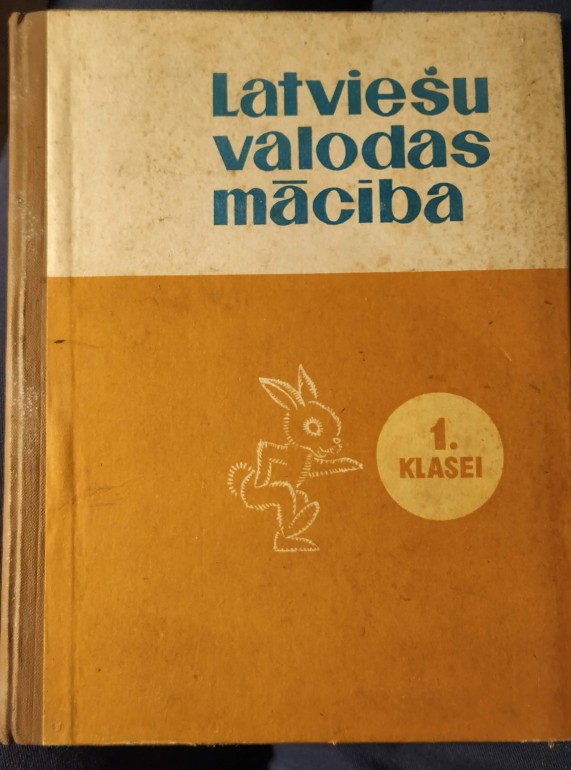 Latviešu
valodas
mācība
1.
KLASEI